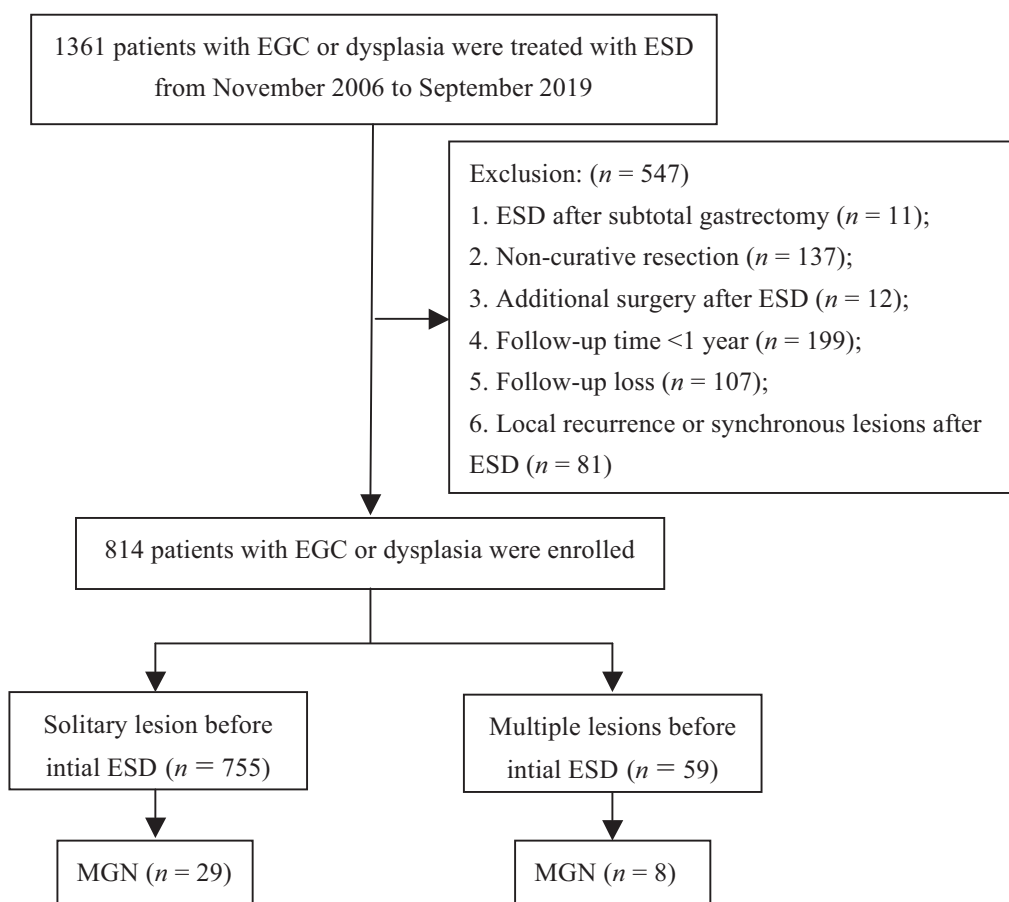 1361 patients with EGC or dysplasia were treated with ESD
from November 2006 to September 2019
Exclusion: (n = 547)
1. ESD after subtotal gastrectomy (n = 11);
2. Non-curative resection (n = 137);
3. Additional surgery after ESD (n = 12);
4. Follow-up time <1 year (n = 199);
5. Follow-up loss (n = 107);
6. Local recurrence or synchronous lesions after
ESD (n = 81)
814 patients with EGC or dysplasia were enrolled
Solitary lesion before
intial ESD (n = 755)
Multiple lesions before
intial ESD (n = 59)
MGN (n = 29)
MGN (n = 8)